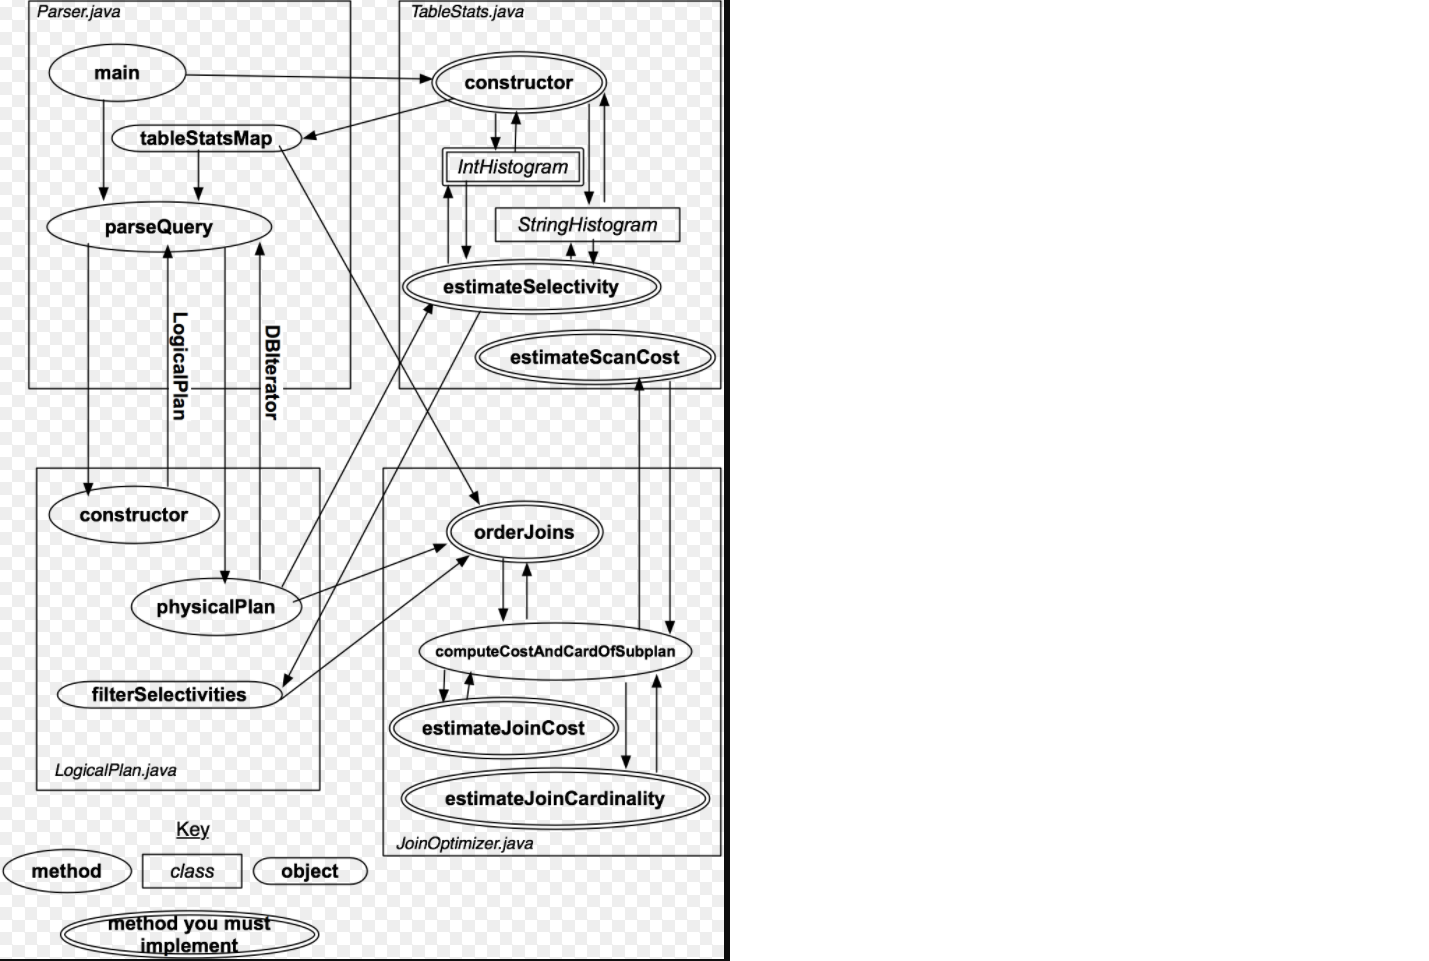 Parser.java
main
tableStatsMap
parseQuery
LogicalPlan
DBIterator
TableStats.java
constructor
IntHistogram
StringHistogram
estimateSelectivity
estimateScanCost
constructor
physicalPlan
filterSelectivities
LogicalPlan.java
orderJoins
computeCostAndCardOfSubplan
estimateJoinCost
estimateJoinCardinality
JoinOptimizer.java
Key
method
class
object
method you must
implement